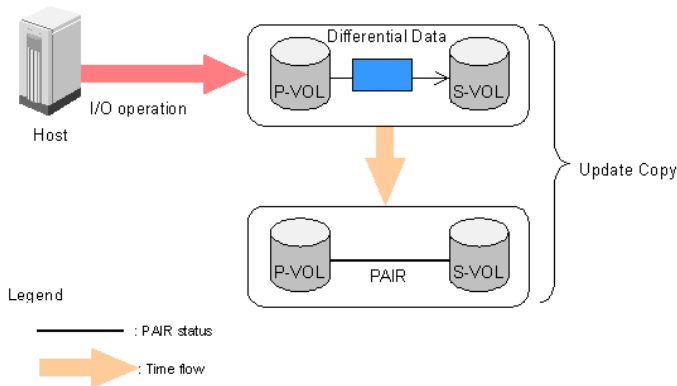 Differential Data
P-VOL
S-VOL
I/O operation
Host
Update Copy
P-VOL
S-VOL
PAIR
Legend
: PAIR status
: Time flow